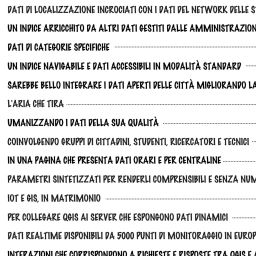 DATI DI LOCALIZZAZIONE INCROCIATI CON I DATI DEL NETWORK DELLE
UN INDICE ARRICCHITO DA ALTRI DATI GESTITI DALLE AMMINISTRAZION
DATI DI CATEGORIE SPECIFICHE
UN INDICE NAVIGABILE E DATI ACCESSIBILI IN MODALITÀ STANDARD
SAREBBE BELLO INTEGRARE I DATI APERTI DELLE CITTÀ MIGLIORANDO LA
L'ARIA CHE TIRA
UMANIZZANDO I DATI DELLA SUA QUALITÀ
COINVOLGENDO GRUPPI DI CITTADINI, STUDENTI, RICERCATORI E TECNICI
IN UNA PAGINA CHE PRESENTA DATI ORARI E PER CENTRALINE
PARAMETRI SINTETIZZATI PER RENDERLI COMPRENSIBILI E SENZA NUM
IOT E GIS, IN MATRIMONIO
PER COLLEGARE QGIS AI SERVER CHE ESPONGONO DATI DINAMICI
DATI REALTIME DISPONIBILI DA 5000 PUNTI DI MONITORAGGIO IN EUROP
INTERAZIONI CHE CORRISPONDONO A RICHIESTE E RISPOSTE TRA QGIS E